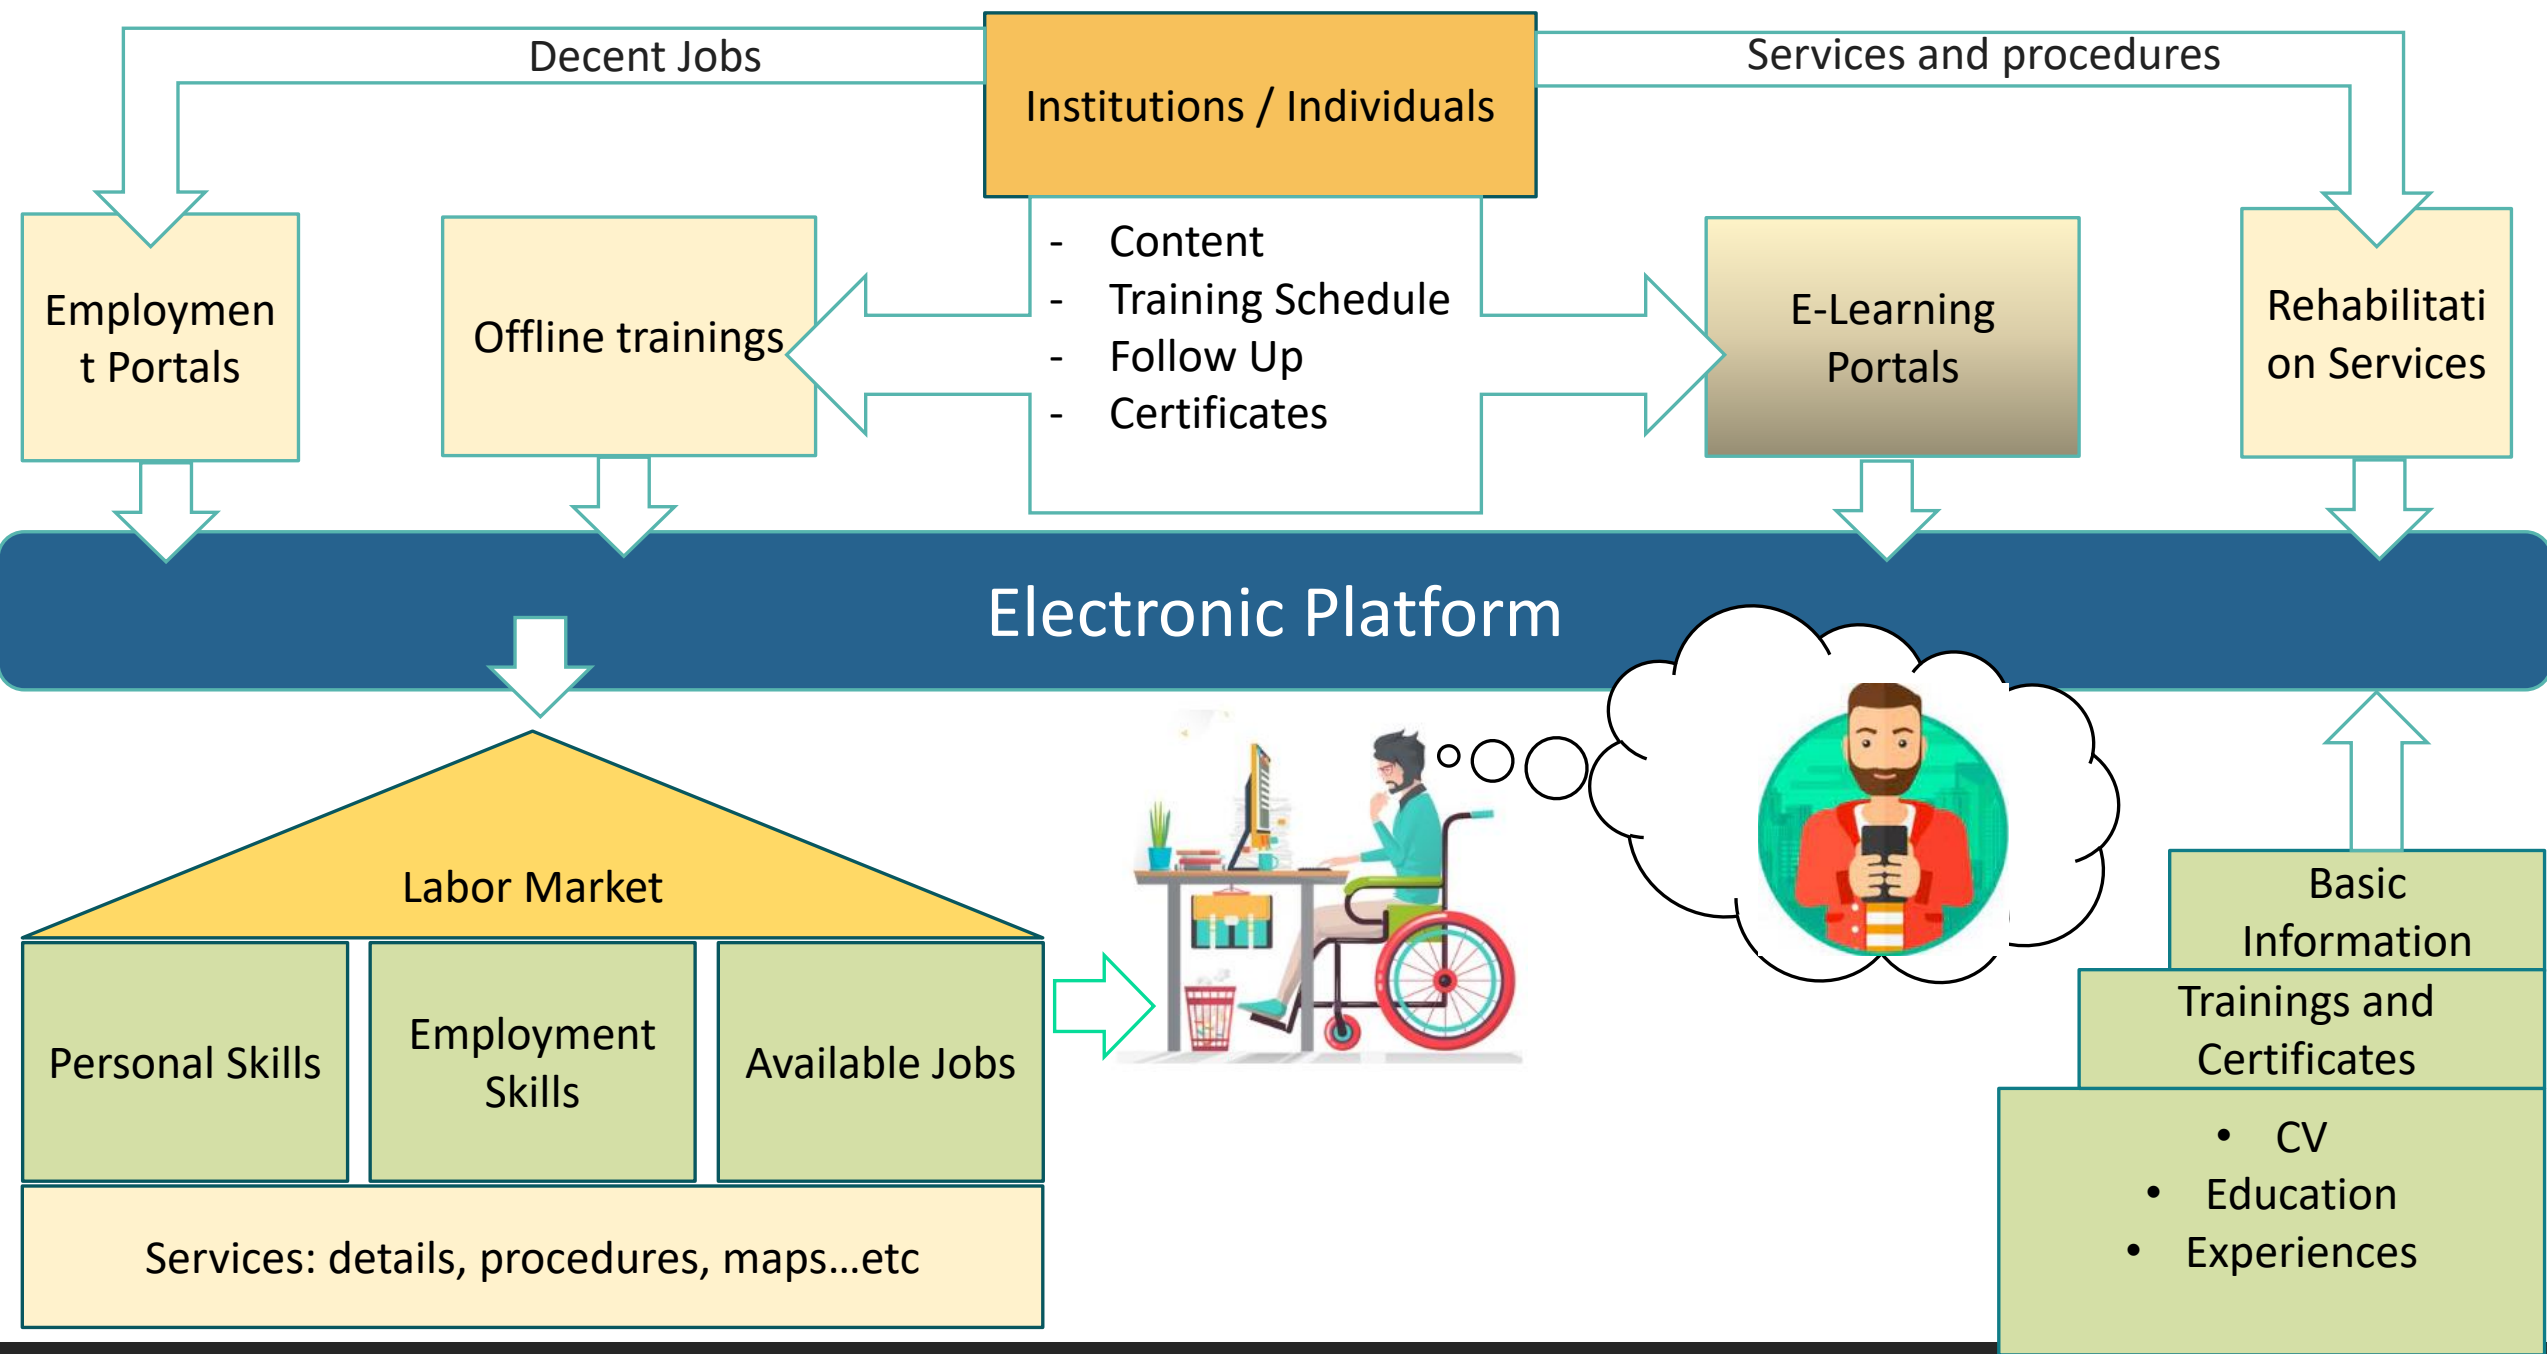 Decent Jobs
Institutions / Individuals
Services and procedures
Employmen
t Portals
Offline trainings
- Content
- Training Schedule
- Follow Up
- Certificates
E-Learning
Portals
Rehabilitati
on Services
Electronic Platform
Labor Market
Personal Skills
Employment
Skills
Available Jobs
Services: details, procedures, maps...etc
Basic
Information
Trainings and
Certificates
• CV
• Education
• Experiences